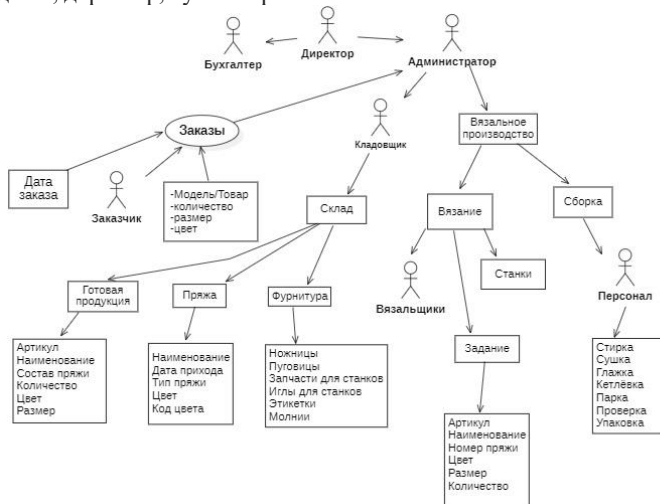 Директор
Бухгалтер
Администратор
Заказы
Кладовщик
Вязальное
производство
Дата
заказа
Заказчик
-Модель/Товар
-количество
-размер
-цвет
Склад
Вязание
Сборка
Готовая
продукция
Пряжа
Фурнитура
Вязальщики
Станки
Персонал
Артикул
Наименование
Состав пряжи
Количество
Цвет
Размер
Наименование
Дата прихода
Тип пряжи
Цвет
Код цвета
Ножницы
Пуговицы
Запчасти для станков
Иглы для станков
Этикетки
Молнии
Задание
Стирка
Сушка
Глажка
Кетлёвка
Парка
Проверка
Упаковка
Артикул
Наименование
Номер пряжи
Цвет
Размер
Количество